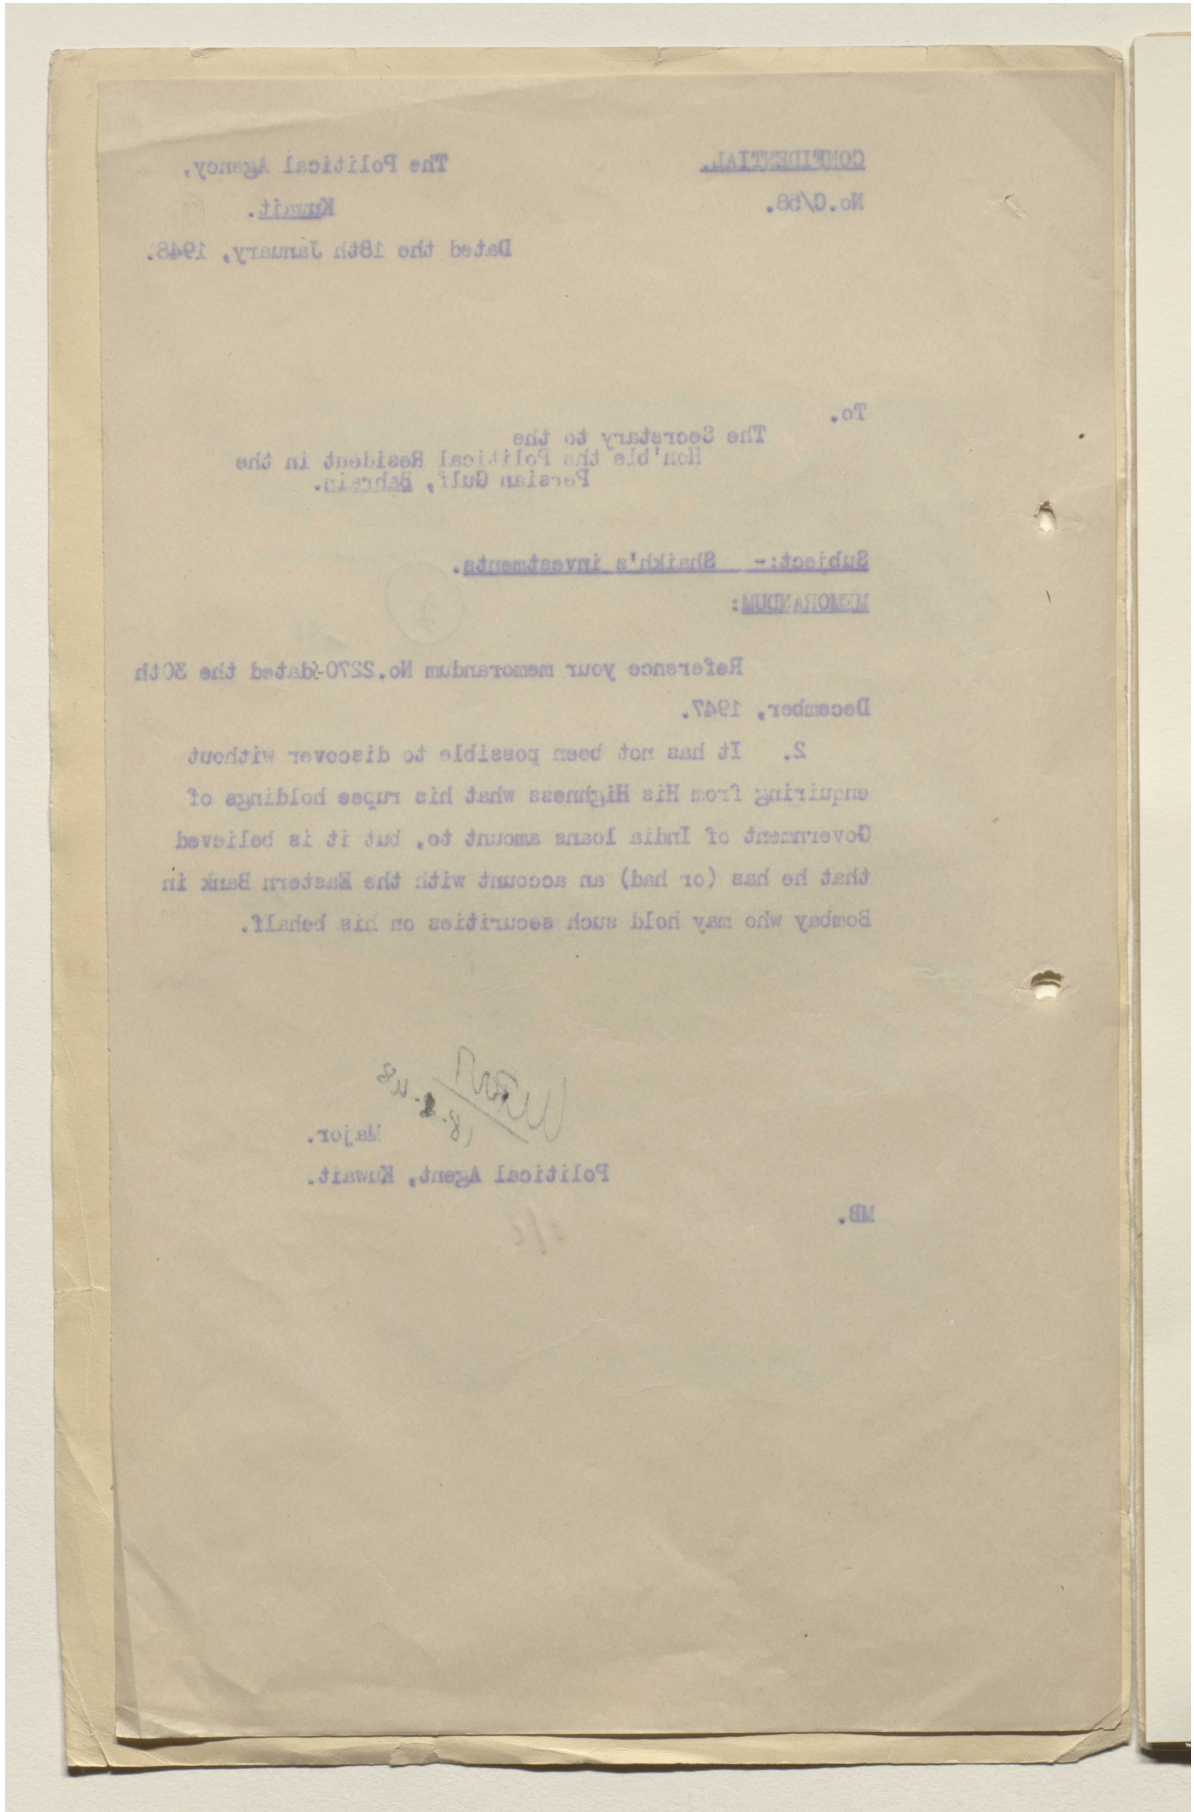 CONFIDENTIAL.
No.C/58.
The Political Agency,
Kuwait.
Dated the 18th January, 1948.
To.
The Secretary to the
Hon'ble the Political Resident in the
Persian Gulf, Bahrain.
Subject:- Shaikh's investments.
MEMORANDUM:
Reference your memorandum No.2270- dated the 30th
December, 1947.
2. It has not been possible to discover without
enquiring from His Highness what his rupee holdings of
Government of India loans amount to, but it is believed
that he has (or had) an account with the Eastern Bank in
Bombay who may hold such securities on his behalf.
Major.
Political Agent, Kuwait.
MB.